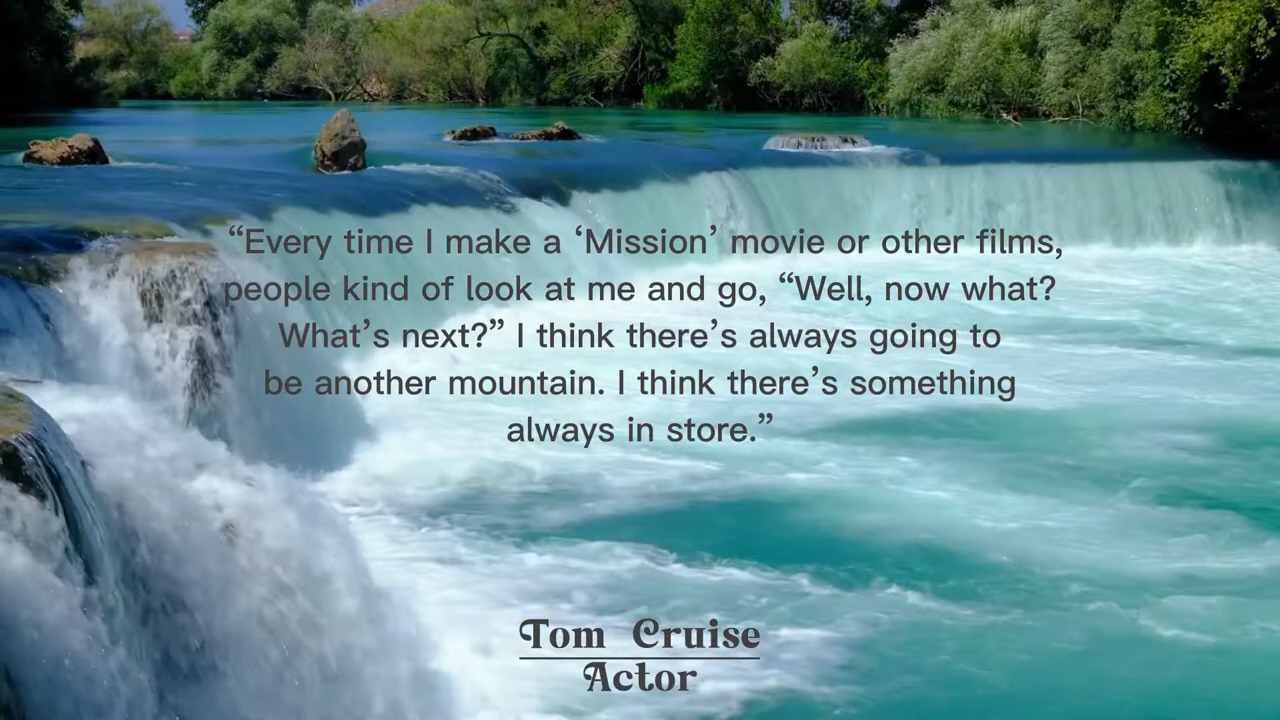 “Every time I make a ‘Mission’ movie or other films,
people kind of look at me and go, “Well, now what?
What’s next?” I think there’s always going to
be another mountain. I think there’s something
always in store.”
Tom Cruise
Actor